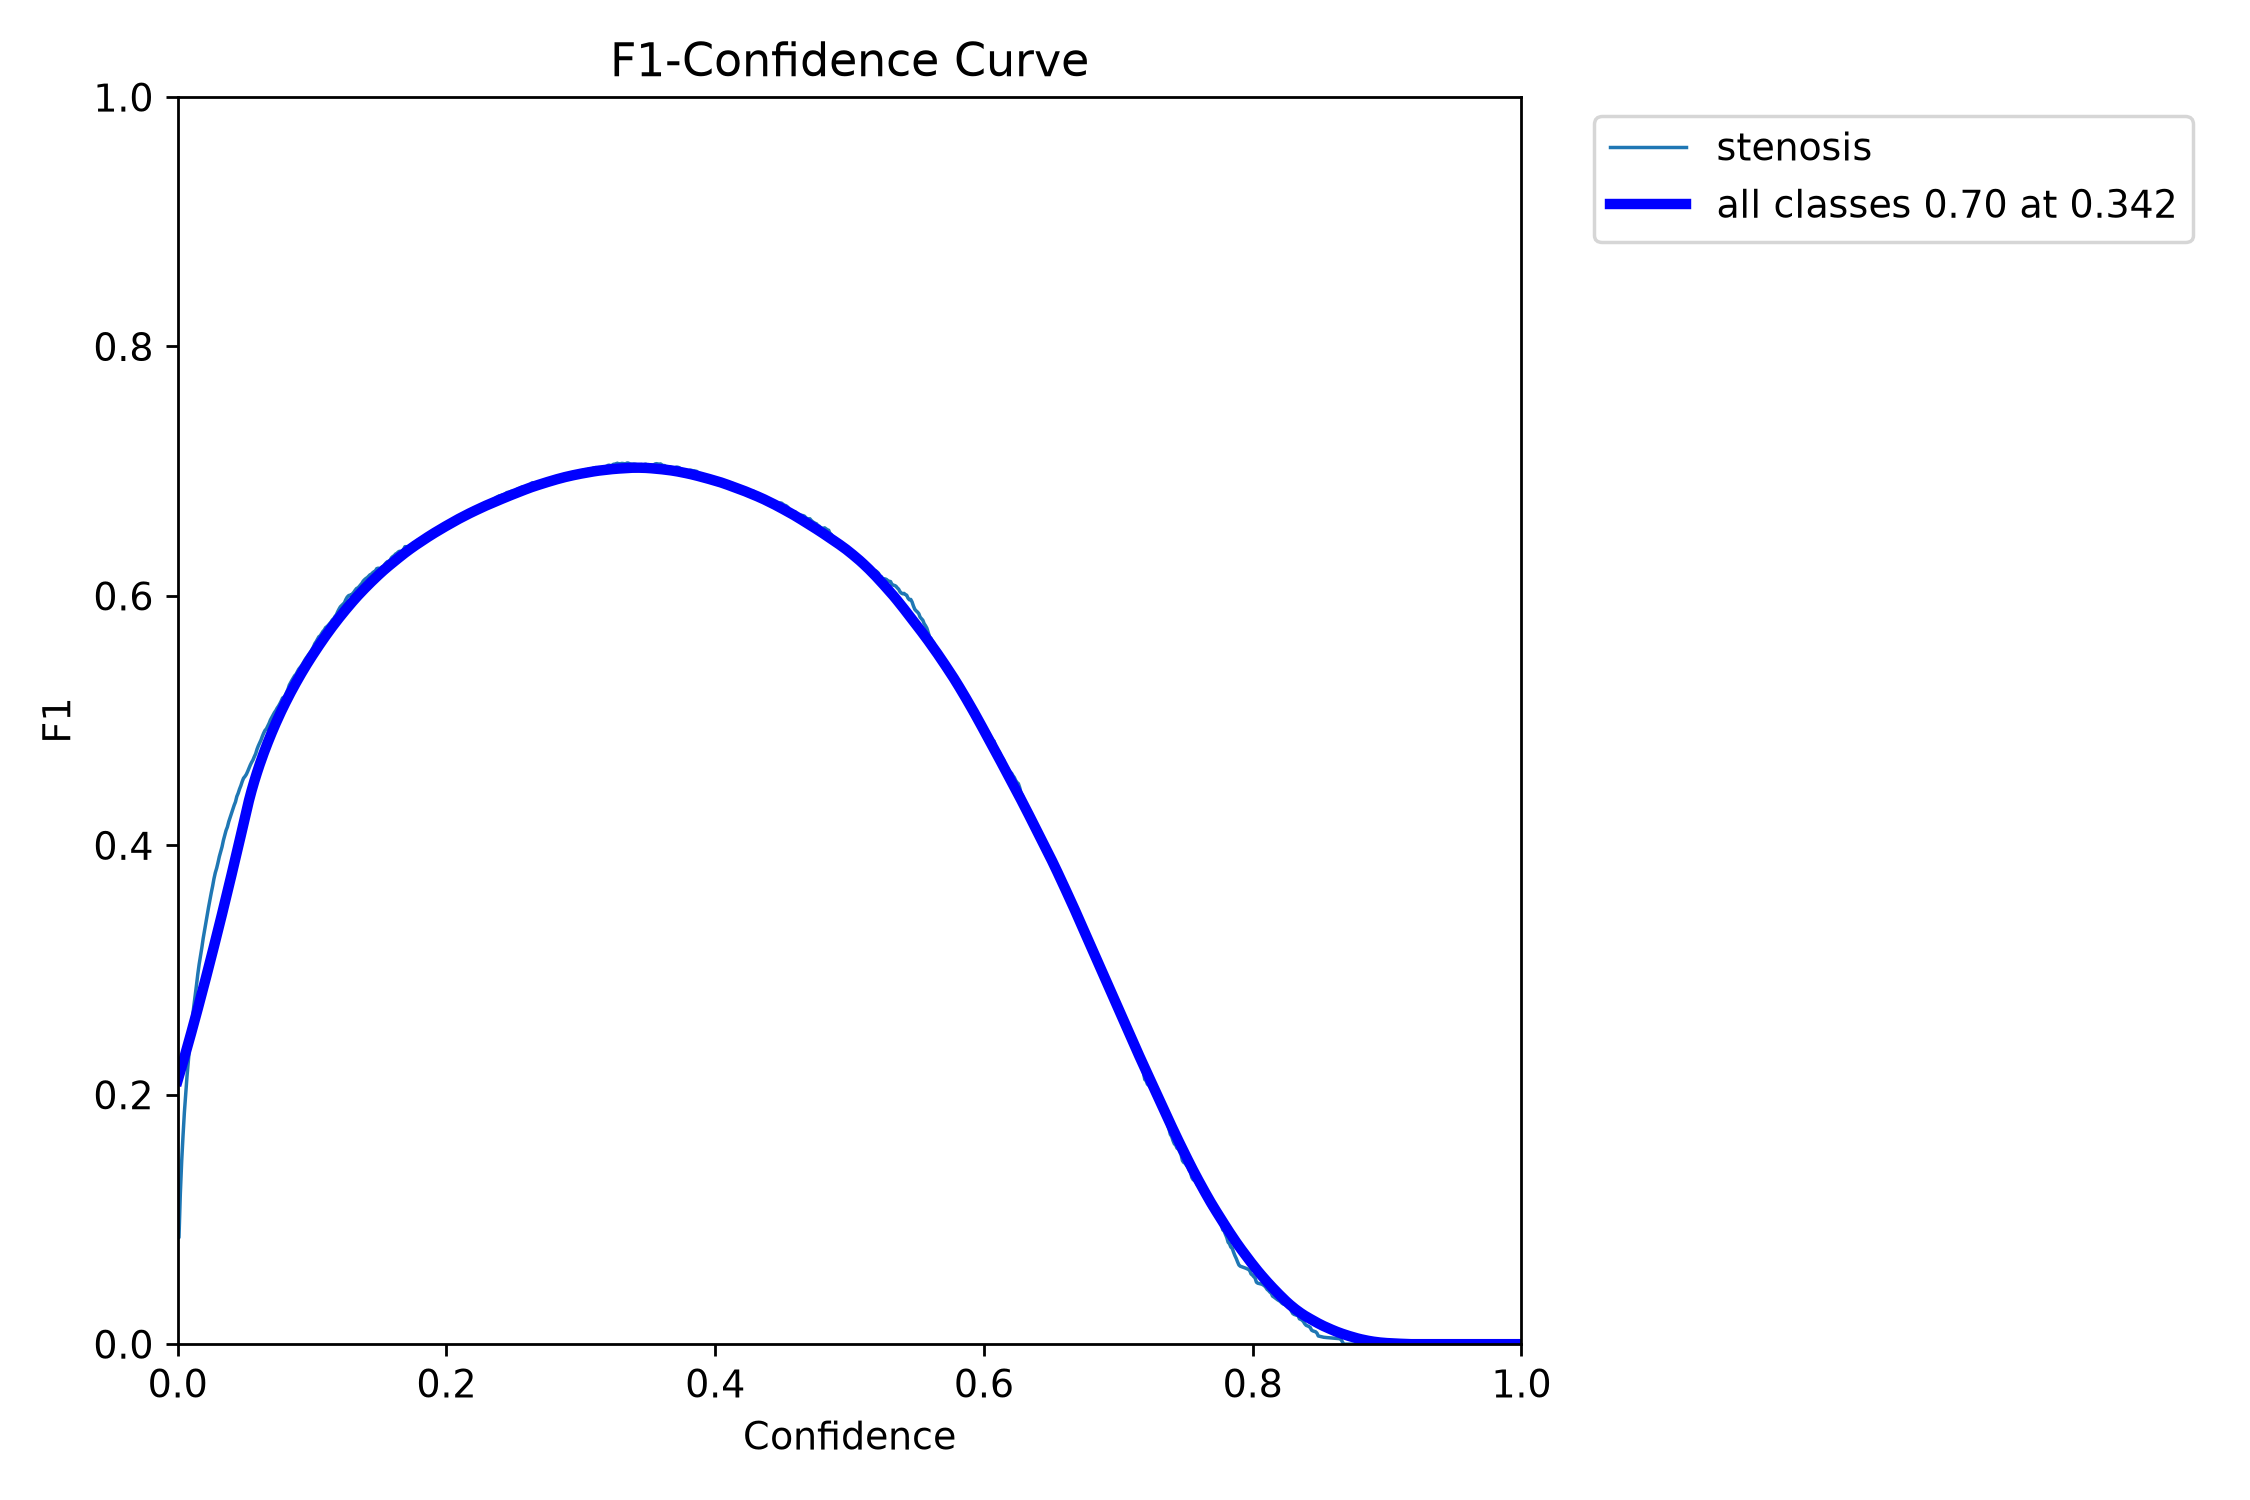 F1-Confidence Curve
1.0
0.8
0.6
0.4
0.2
0.0
F1
0.0 0.2 0.4 0.6 0.8 1.0
Confidence
stenosis
all classes 0.70 at 0.342